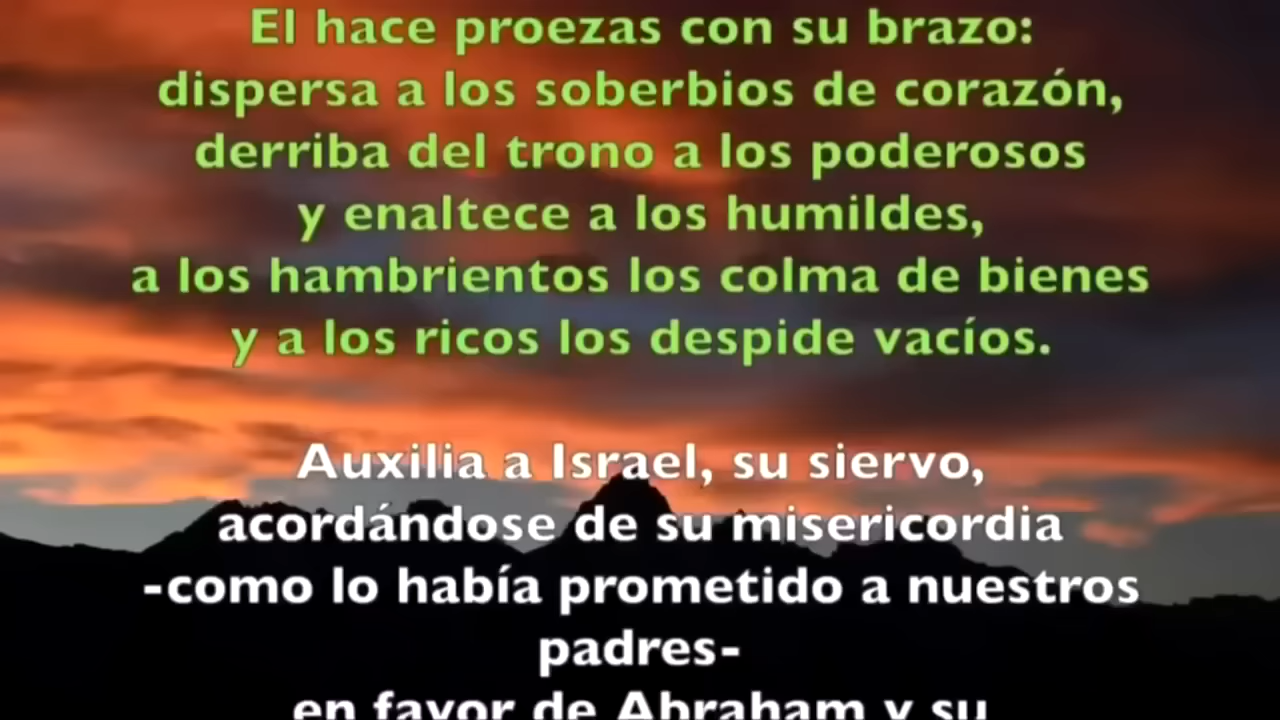 El hace proezas con su brazo:
dispersa a los soberbios de corazón,
derriba del trono a los poderosos
y enaltece a los humildes,
a los hambrientos los colma de bienes
y a los ricos los despide vacíos.
Auxilia a Israel, su siervo,
acordándose de su misericordia
-como lo había prometido a nuestros
padres-
en favor de Abraham y su